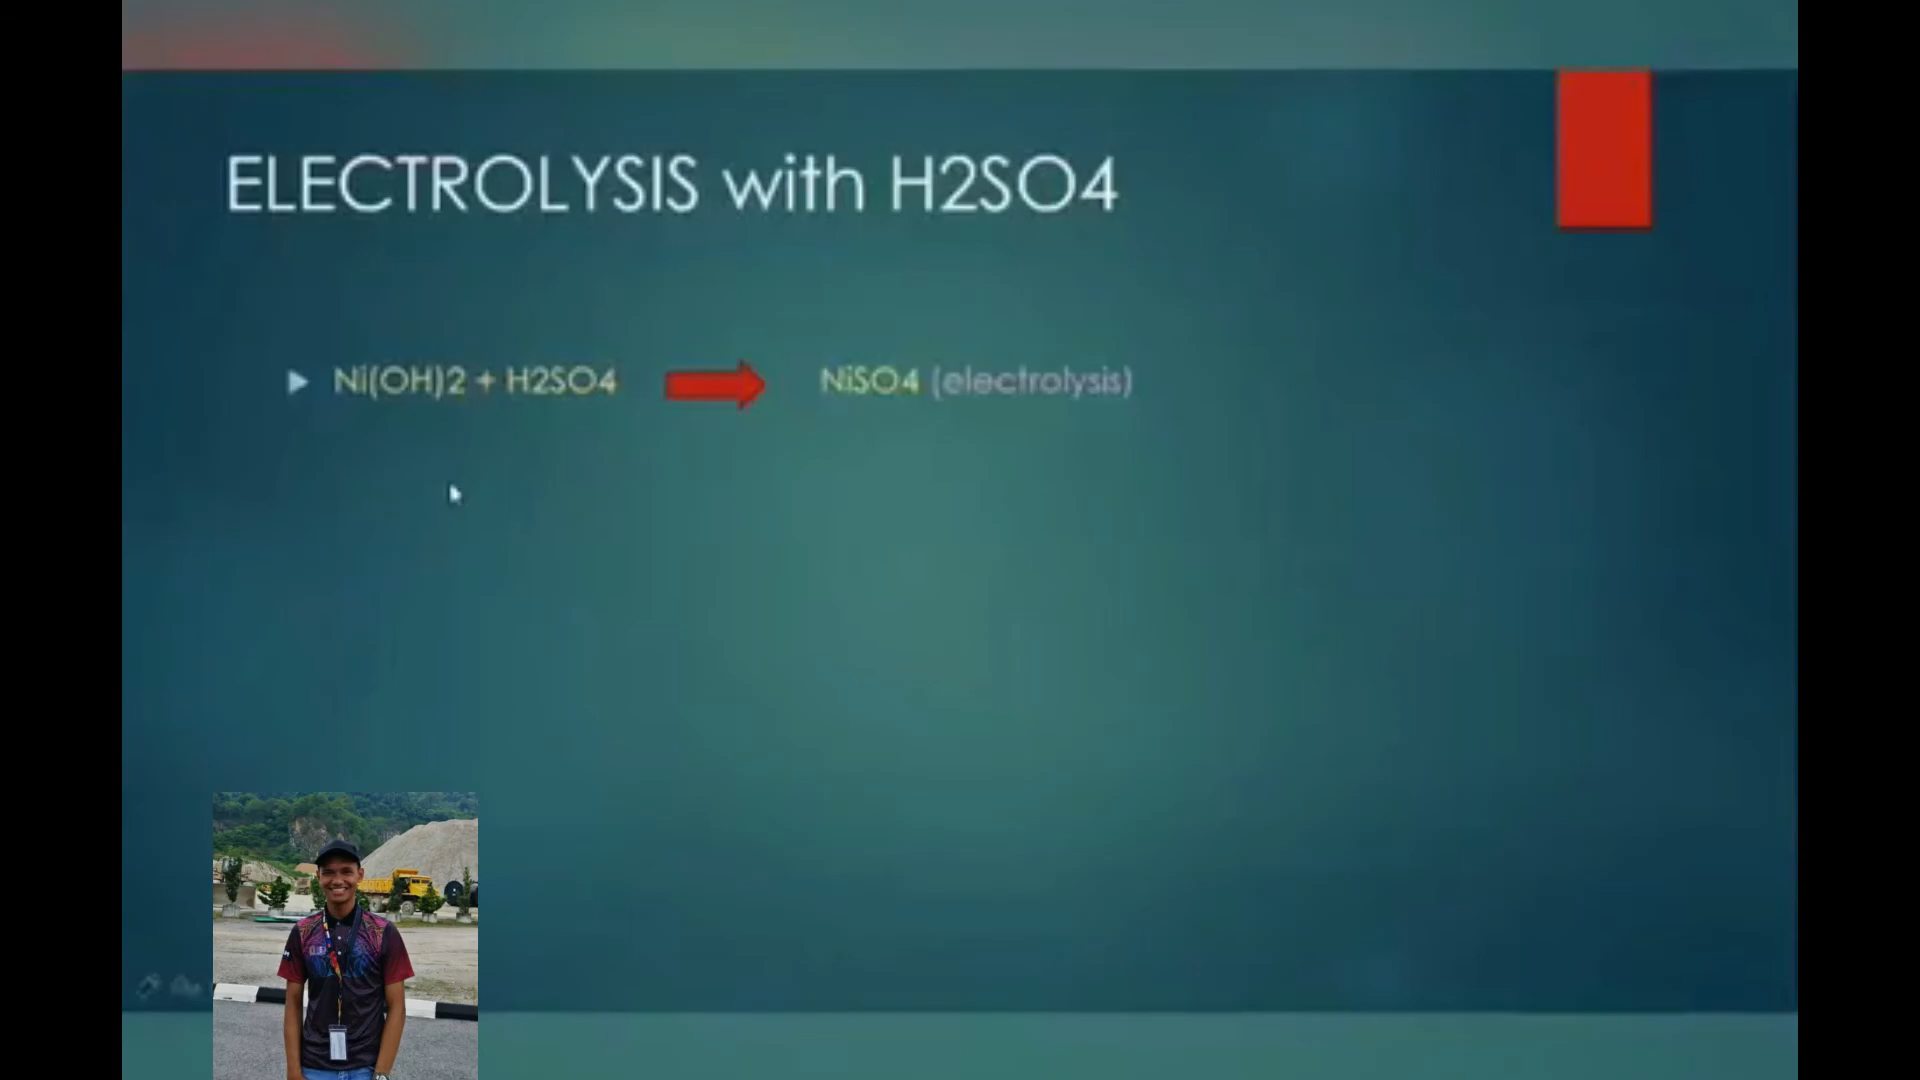 ELECTROLYSIS with H2SO4
Ni(OH)2 + H2SO4 NiSO4 (electrolysis)